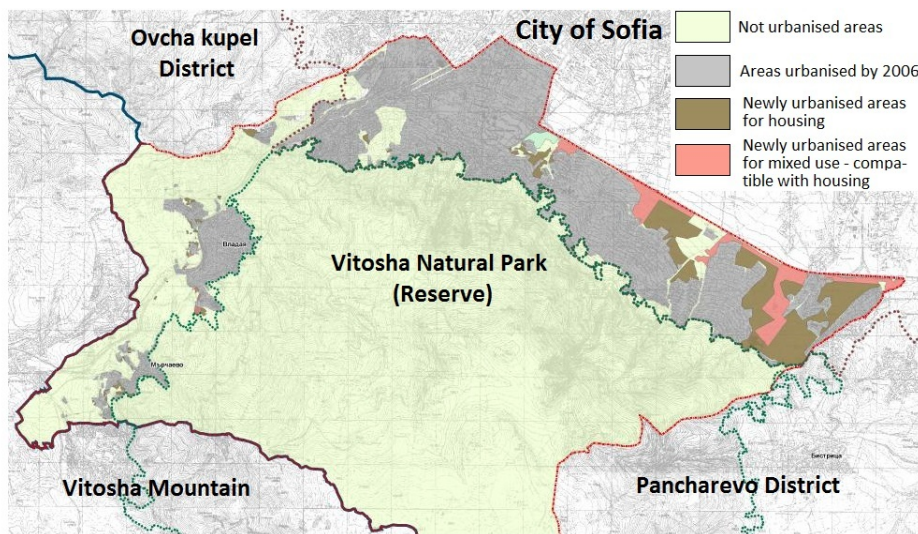 Ovcha kupel
District
City of Sofia
Not urbanised areas
Areas urbanised by 2006
Newly urbanised areas
for housing
Newly urbanised areas
for mixed use - compa-
tible with housing
Владая
Vitosha Natural Park
(Reserve)
Мърчаево
Бистрица
Vitosha Mountain
Pancharevo District